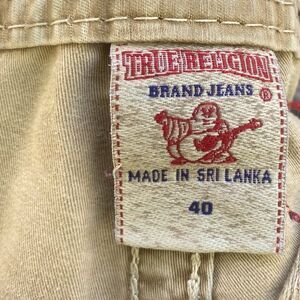 TRUE RELIGION
BRAND JEANS ®
MADE IN SRI LANKA
40